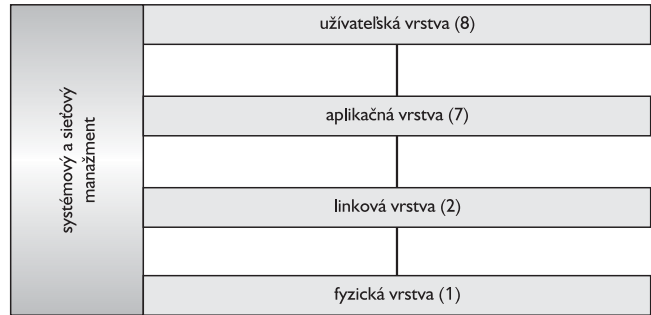 systémový a sieťový
manažment
užívateľská vrstva (8)
aplikačná vrstva (7)
linková vrstva (2)
fyzická vrstva (1)